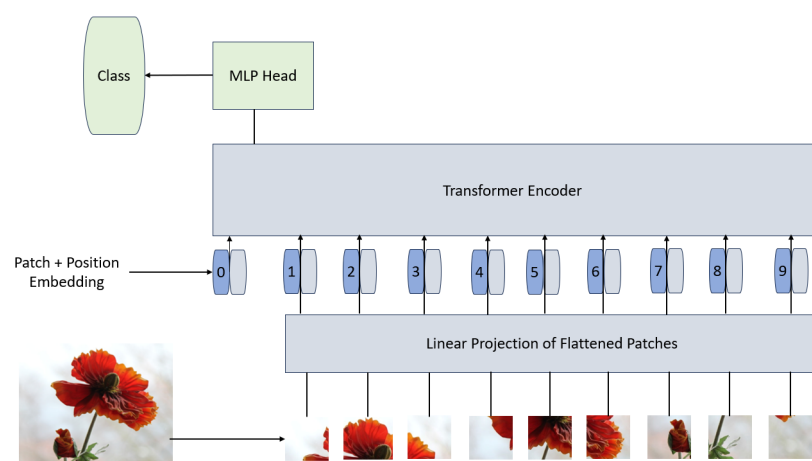 Class
MLP Head
Transformer Encoder
Patch + Position
Embedding
0 1 2 3 4 5 6 7 8 9
Linear Projection of Flattened Patches